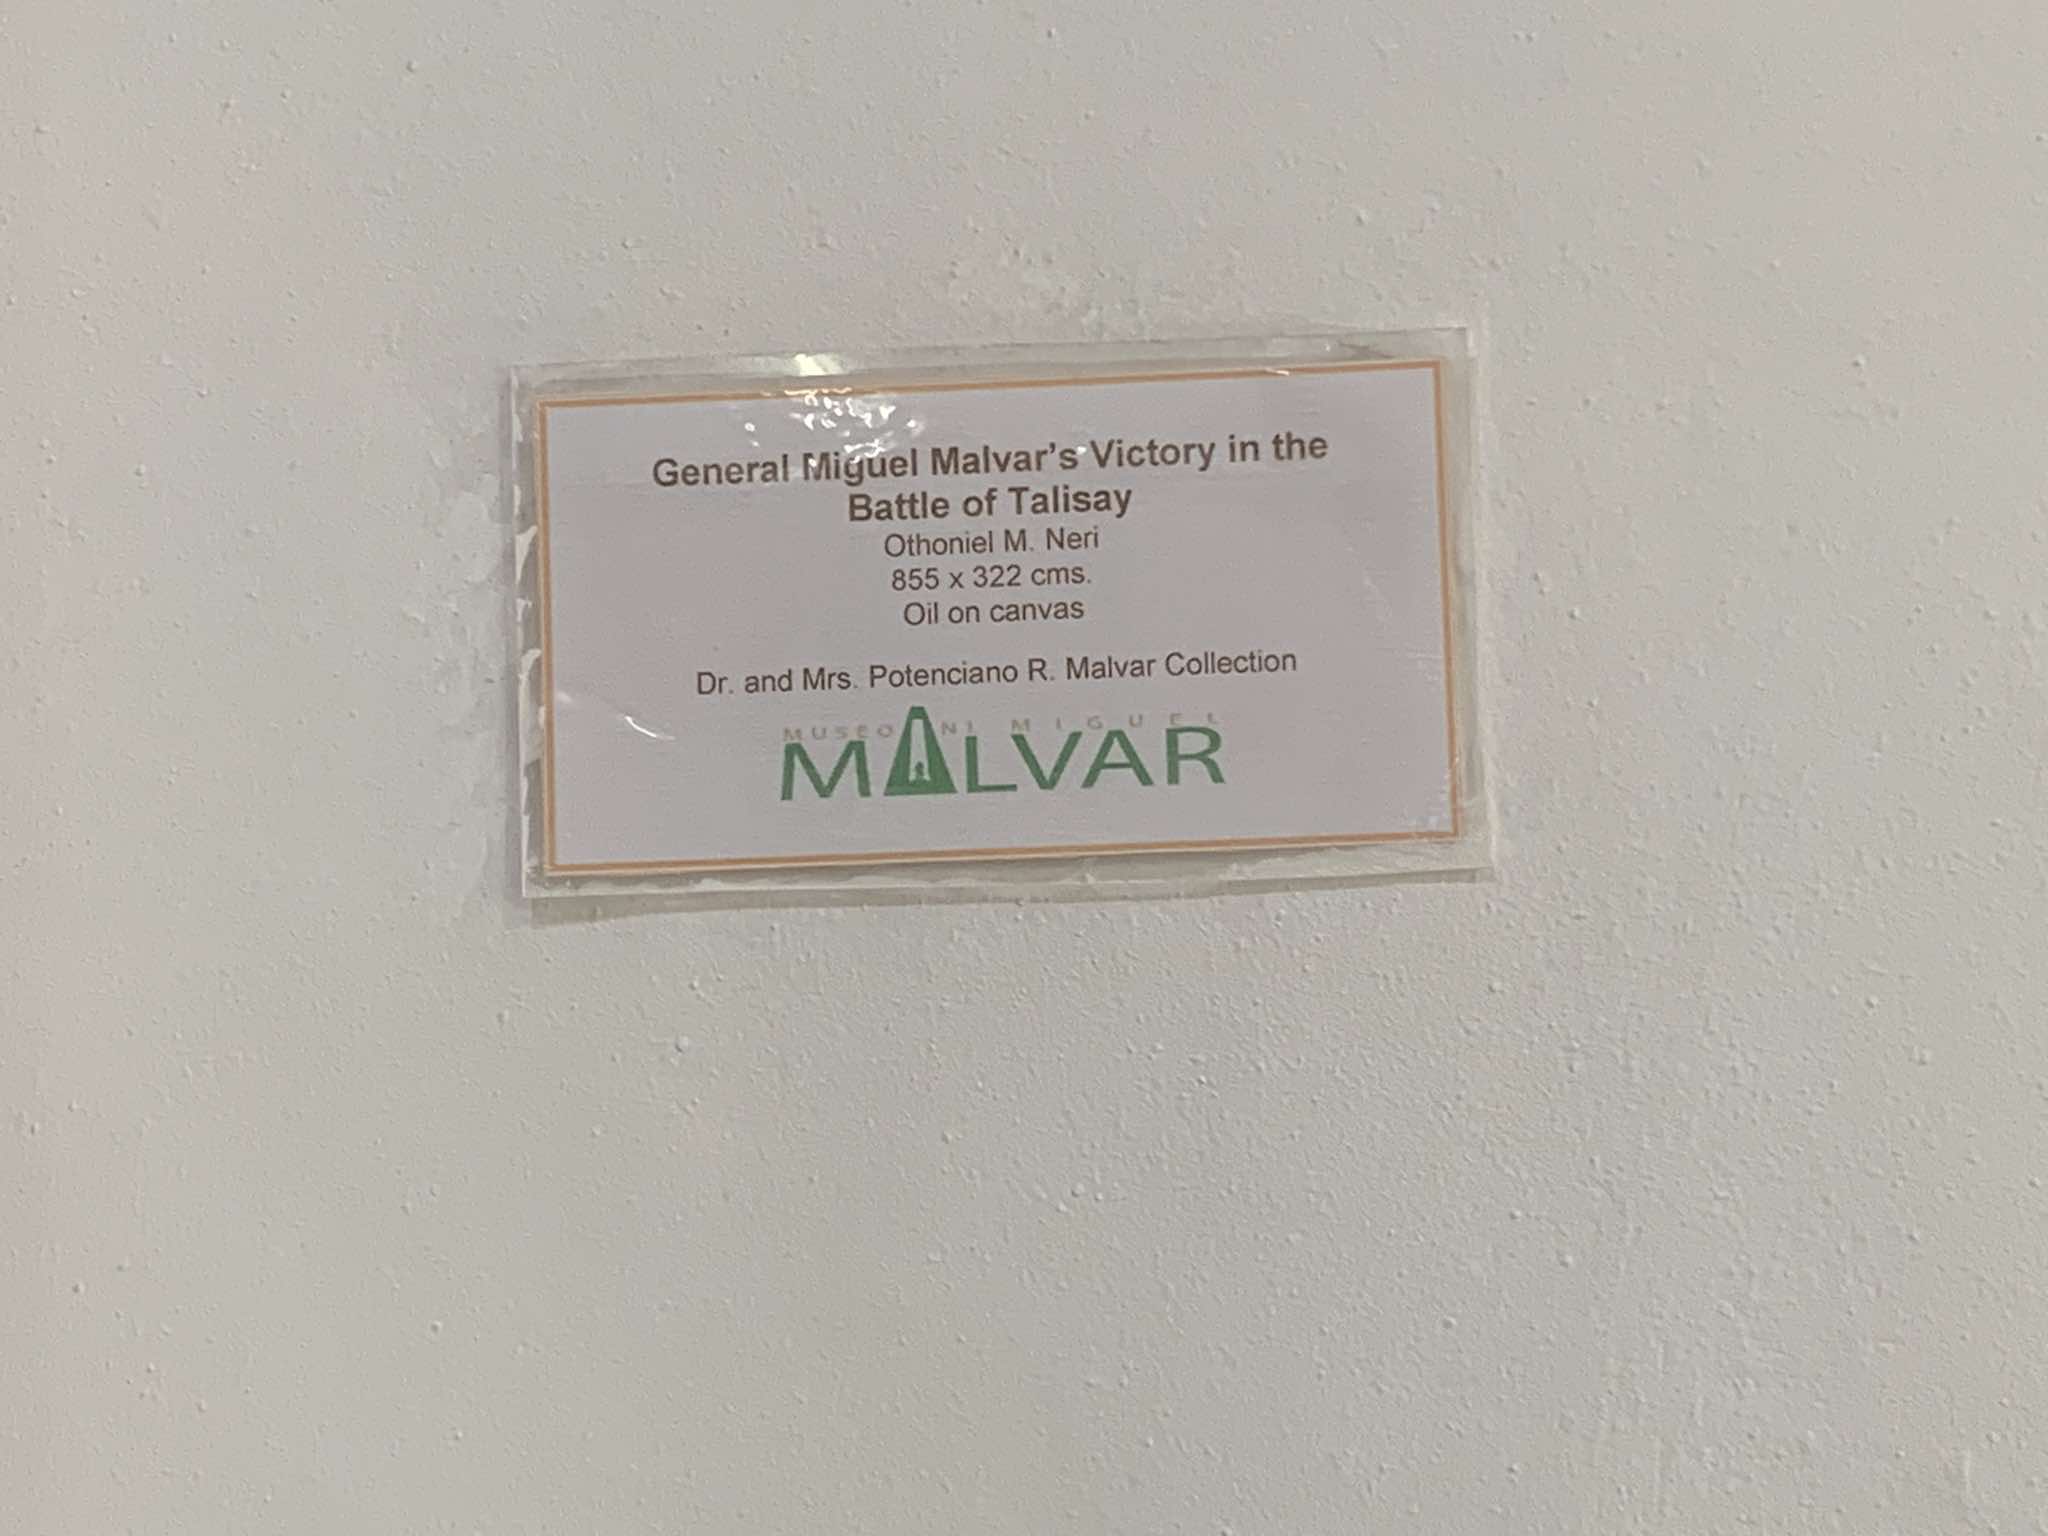 General Miguel Malvar's Victory in the
Battle of Talisay
Othoniel M. Neri
855 x 322 cms.
Oil on canvas
Dr. and Mrs. Potenciano R. Malvar Collection
MUSEO NI MIGUEL
MALVAR